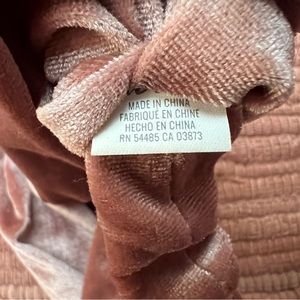 MADE IN CHINA
FABRIQUÉ EN CHINE
HECHO EN CHINA
RN 54485 CA 03873